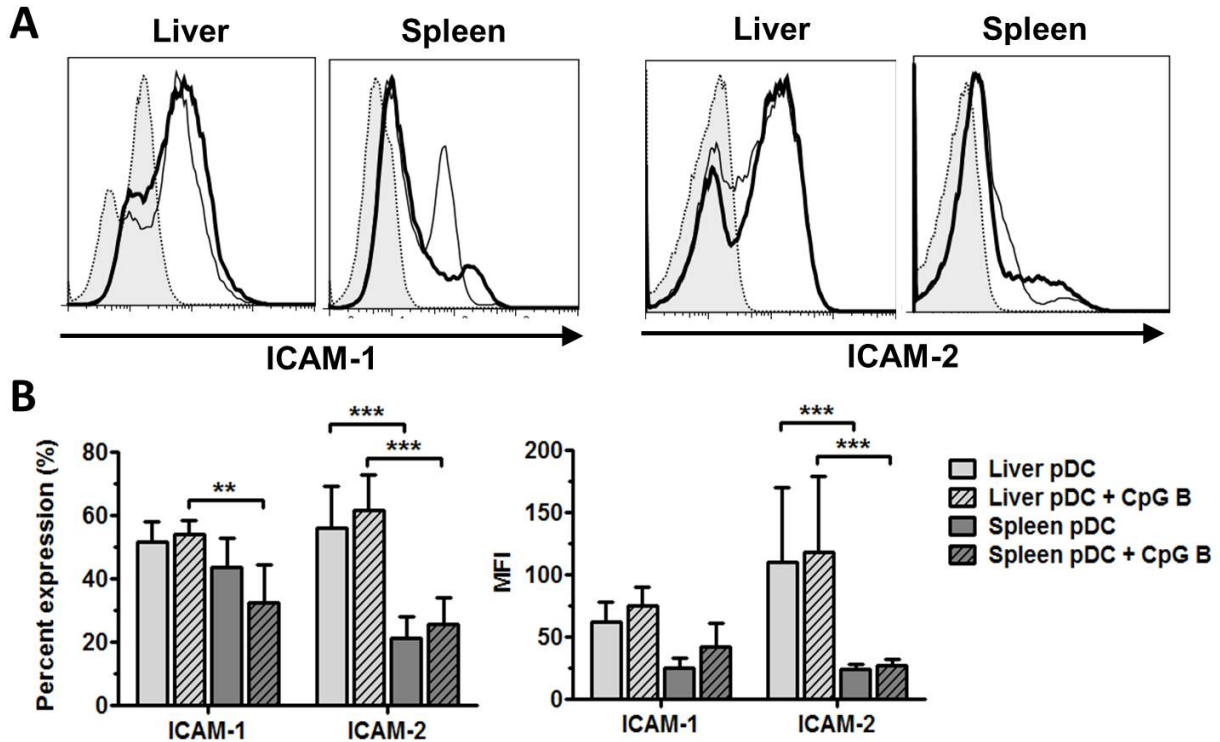 A
Liver Spleen Liver Spleen
ICAM-1 ICAM-2
B
Percent expression (%)
80
60
40
20
0
*** 
***
**
ICAM-1 ICAM-2
MFI
200
150
100
50
0
***
***
ICAM-1 ICAM-2
Liver pDC
Liver pDC + CpG B
Spleen pDC
Spleen pDC + CpG B